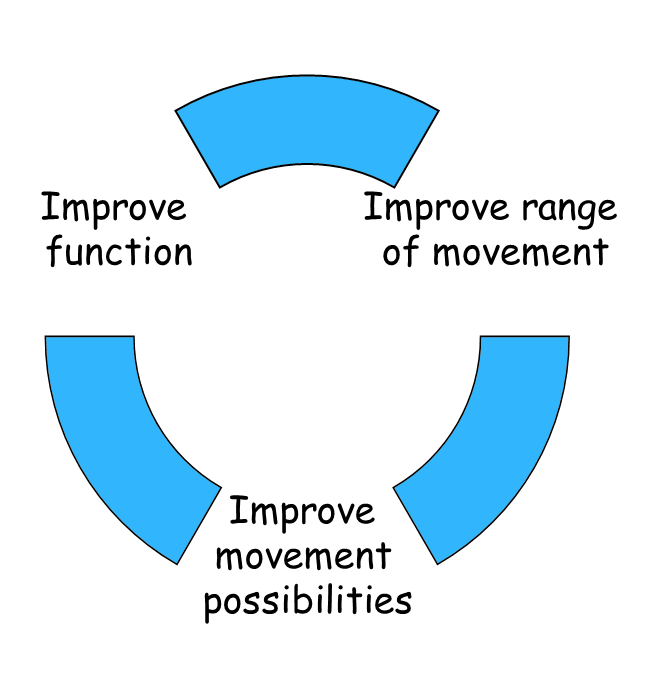 Improve
function
Improve range
of movement
Improve
movement
possibilities